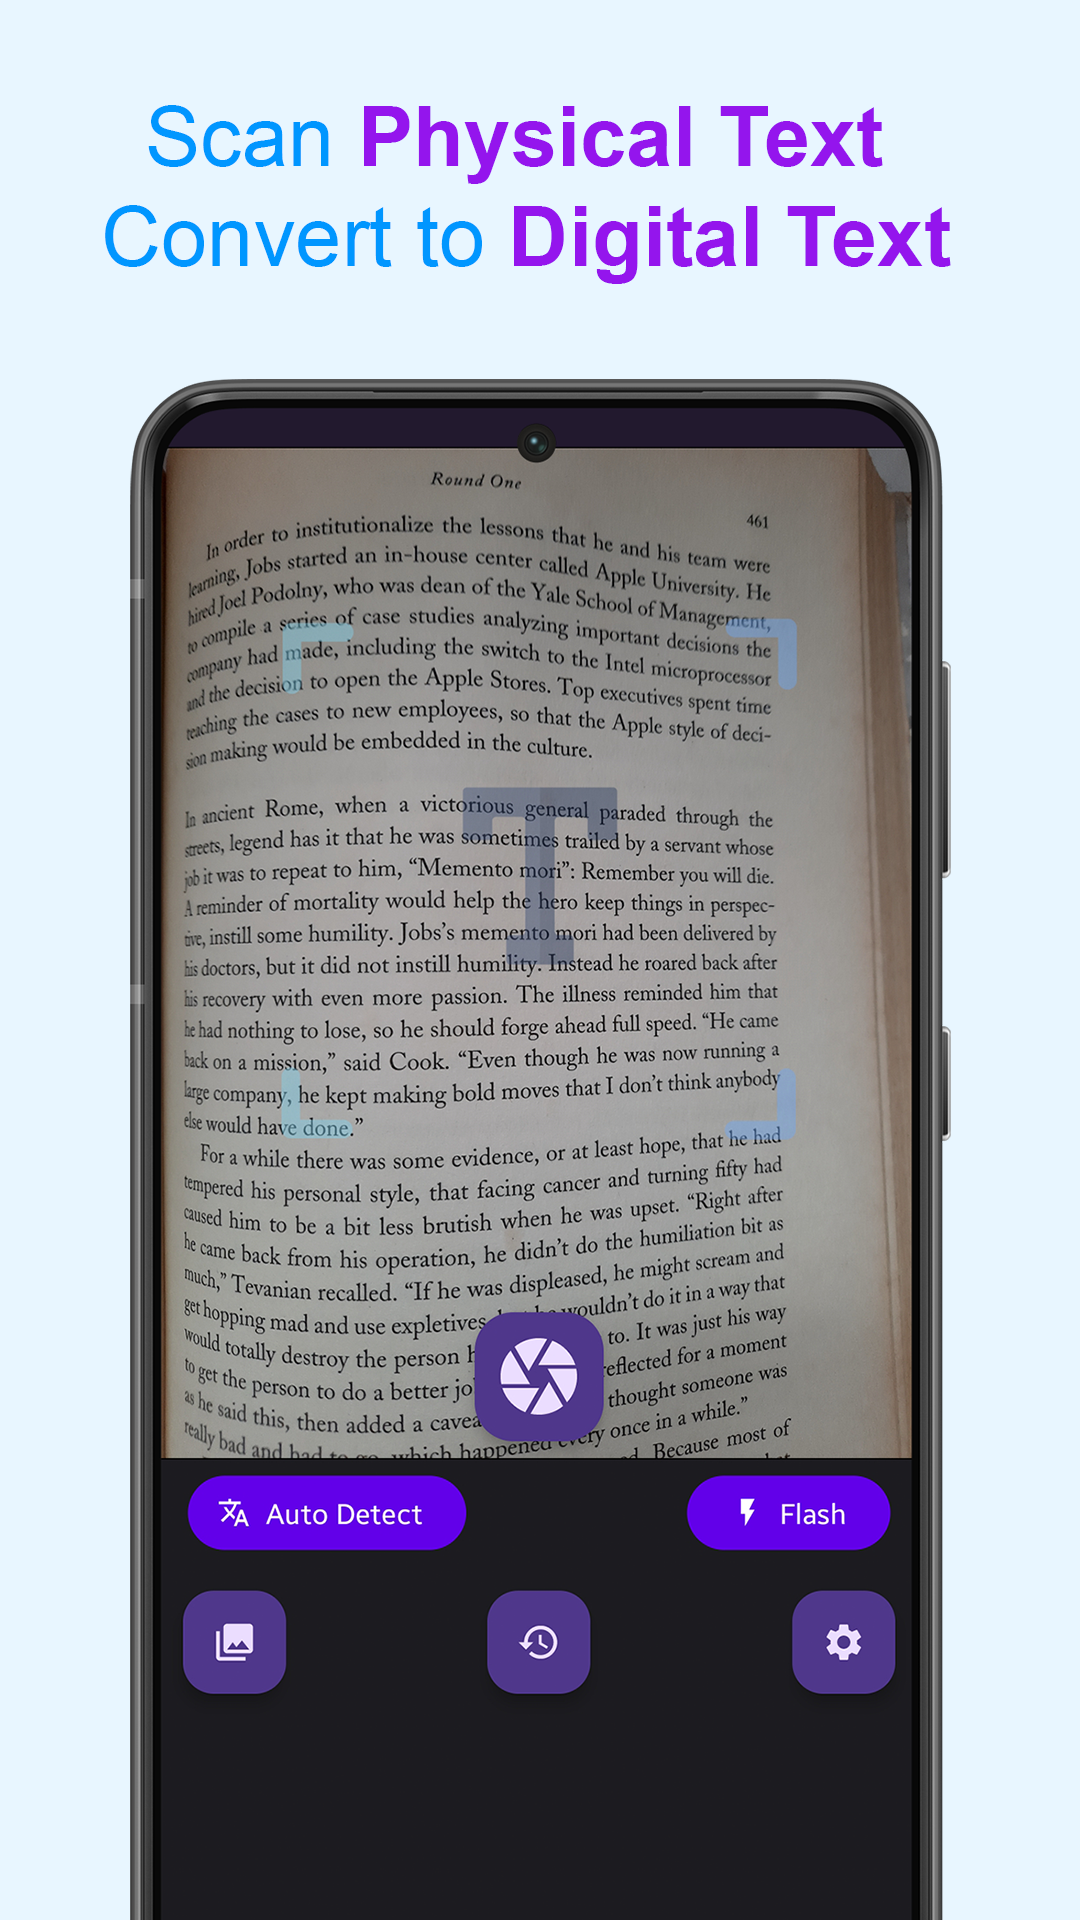 Scan Physical Text
Convert to Digital Text
Round One
461
In order to institutionalize the lessons that he and his team were
learning, Jobs started an in-house center called Apple University. He
hired Joel Podolny, who was dean of the Yale School of Management,
to compile a series of case studies analyzing important decisions the
company had made, including the switch to the Intel microprocessor
and the decision to open the Apple Stores. Top executives spent time
teaching the cases to new employees, so that the Apple style of deci-
sion making would be embedded in the culture.
In ancient Rome, when a victorious general paraded through the
streets, legend has it that he was sometimes trailed by a servant whose
job it was to repeat to him, “Memento mori”: Remember you will die.
A reminder of mortality would help the hero keep things in perspec-
tive, instill some humility. Jobs’s memento mori had been delivered by
his doctors, but it did not instill humility. Instead he roared back after
his recovery with even more passion. The illness reminded him that
he had nothing to lose, so he should forge ahead full speed. “He came
back on a mission,” said Cook. “Even though he was now running a
large company, he kept making bold moves that I don’t think anybody
else would have done.”
For a while there was some evidence, or at least hope, that he had
tempered his personal style, that facing cancer and turning fifty had
caused him to be a bit less brutish when he was upset. “Right after
he came back from his operation, he didn’t do the humiliation bit as
much,” Tevanian recalled. “If he was displeased, he might scream and
get hopping mad and use expletives, wouldn’t do it in a way that
would totally destroy the person to. It was just his way
to get the person to do a better reflected for a moment
as he said this, then added a thought someone was
really bad and had to go, which happened every once in a while.”
Because most of
Auto Detect
Flash